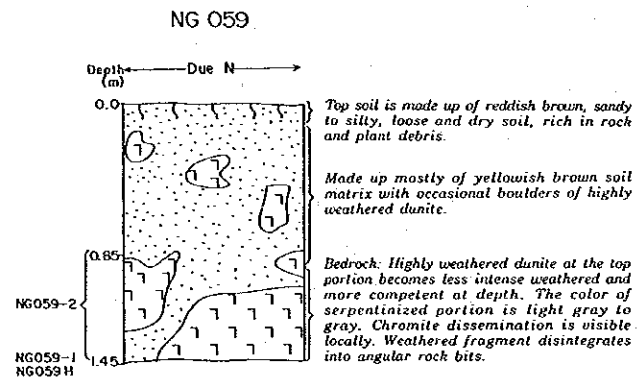 NG 059
Depth
(m)
Due N
0.0
Top soil is made up of reddish brown, sandy
to silty, loose and dry soil, rich in rock
and plant debris.
Made up mostly of yellowish brown soil
matrix with occasional boulders of highly
weathered dunite.
0.85
Bedrock: Highly weathered dunite at the top
portion becomes less intense weathered and
more competent at depth. The color of
serpentinized portion is light gray to
gray. Chromite dissemination is visible
locally. Weathered fragment disintegrates
into angular rock bits.
NG059-2
NG059-1
NG059H
1.45